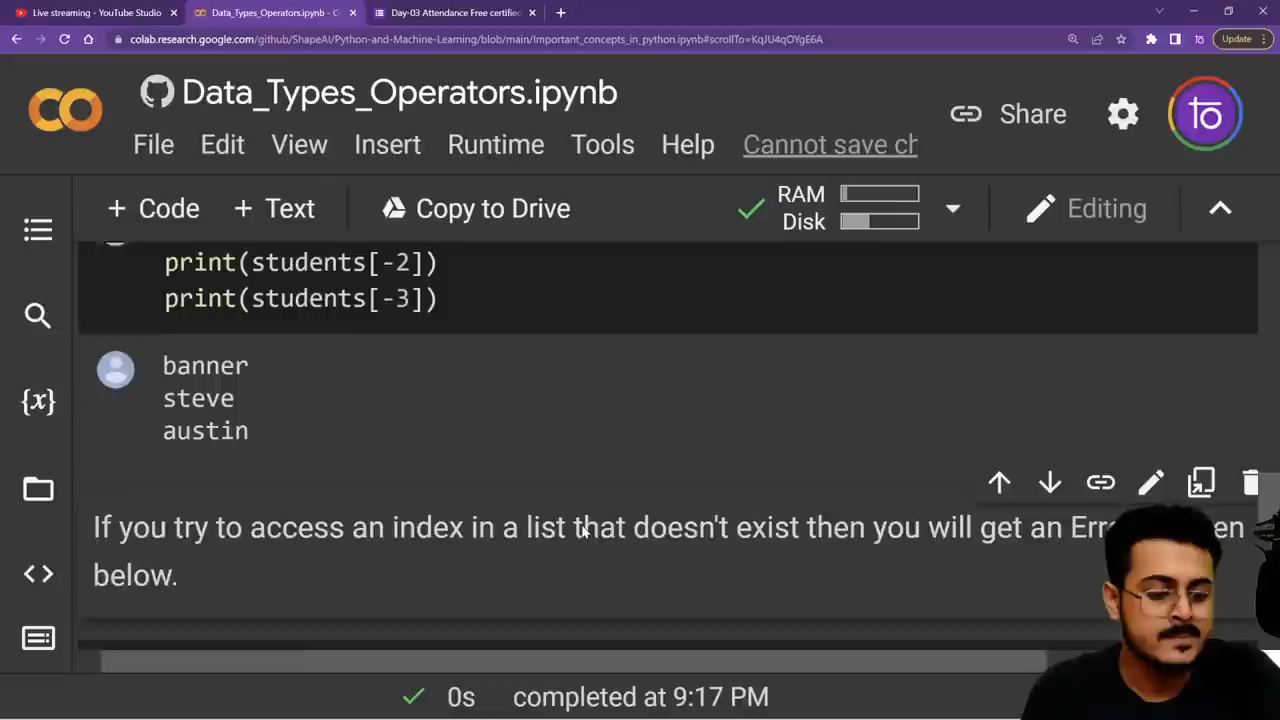 Live streaming - YouTube Studio
Data_Types_Operators.ipynb - C
Day-03 Attendance Free certified
colab.research.google.com/github/ShapeAI/Python-and-Machine-Learning/blob/main/Important_concepts_in_python.ipynb#scrollTo=KqJU4qOYgE6A
Update
Data_Types_Operators.ipynb
Share
File Edit View Insert Runtime Tools Help Cannot save ch
+ Code + Text Copy to Drive
RAM
Disk
Editing
print(students[-2])
print(students[-3])
banner
steve
austin
{x}
If you try to access an index in a list that doesn't exist then you will get an
below.
0s completed at 9:17 PM